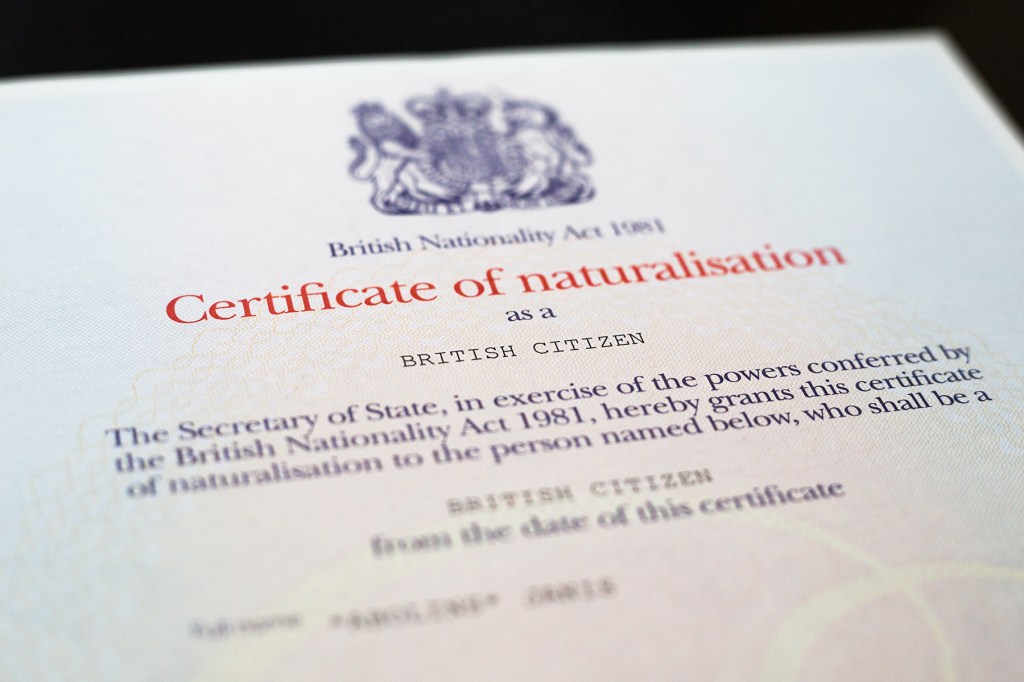 British Nationality Act 1981
Certificate of naturalisation
as a
BRITISH CITIZEN
The Secretary of State, in exercise of the powers conferred by
the British Nationality Act 1981, hereby grants this certificate
of naturalisation to the person named below, who shall be a
BRITISH CITIZEN
from the date of this certificate